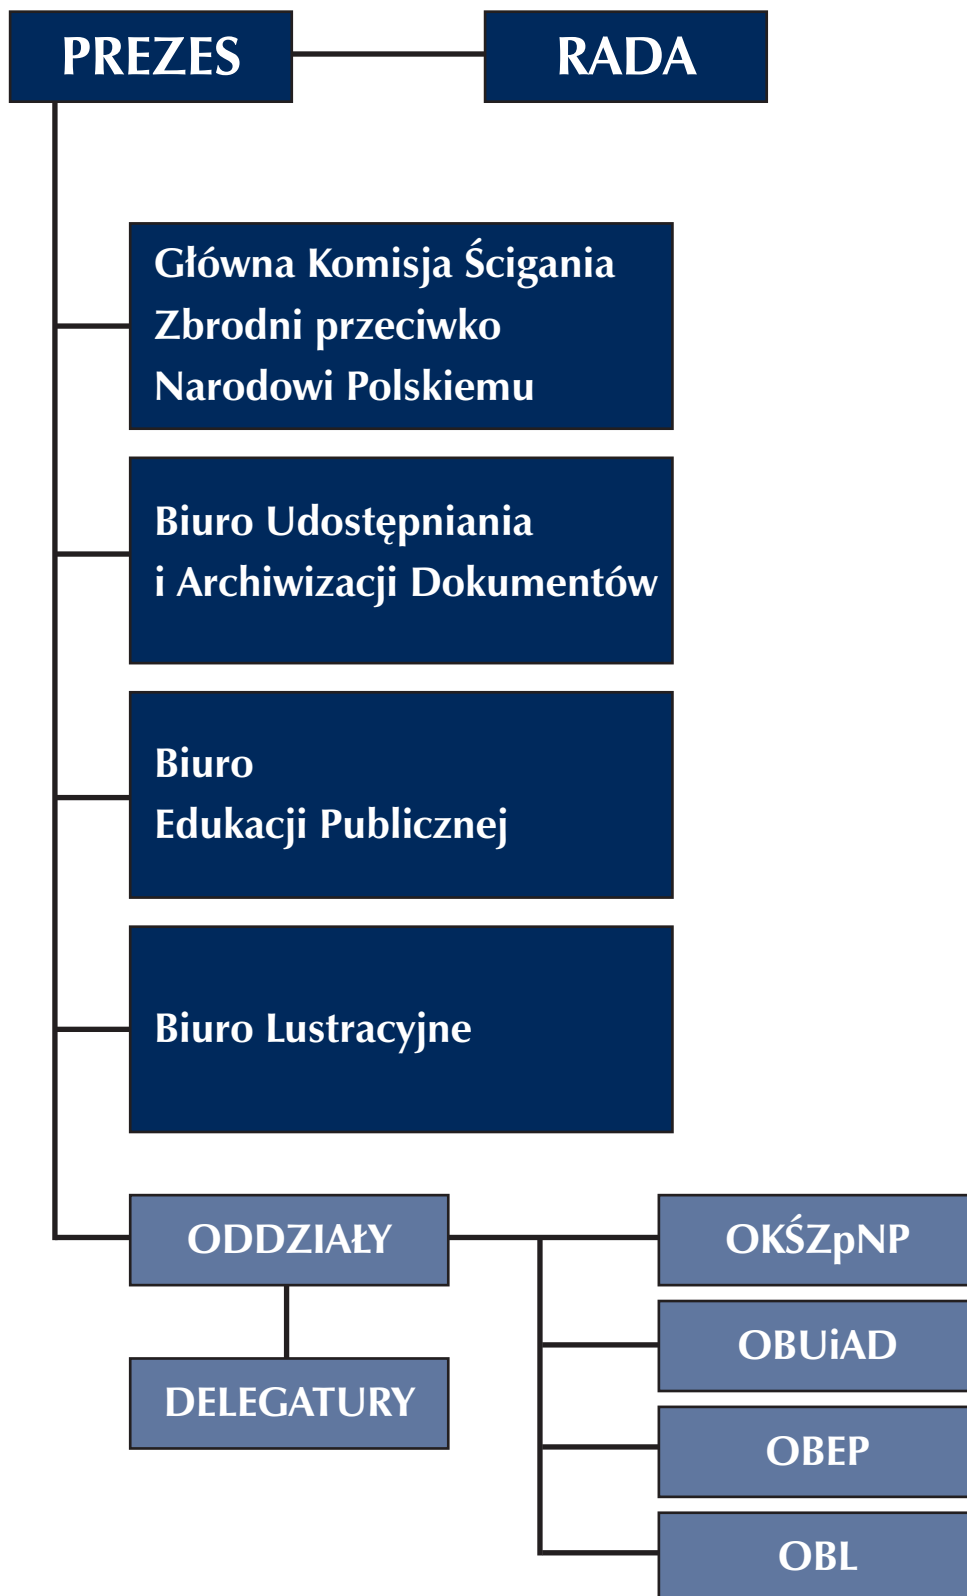 PREZES
RADA
Główna Komisja Ścigania
Zbrodni przeciwko
Narodowi Polskiemu
Biuro Udostępniania
i Archiwizacji Dokumentów
Biuro
Edukacji Publicznej
Biuro Lustracyjne
ODDZIAŁY
OKŚZpNP
OBUiAD
DELEGATURY
OBEP
OBL